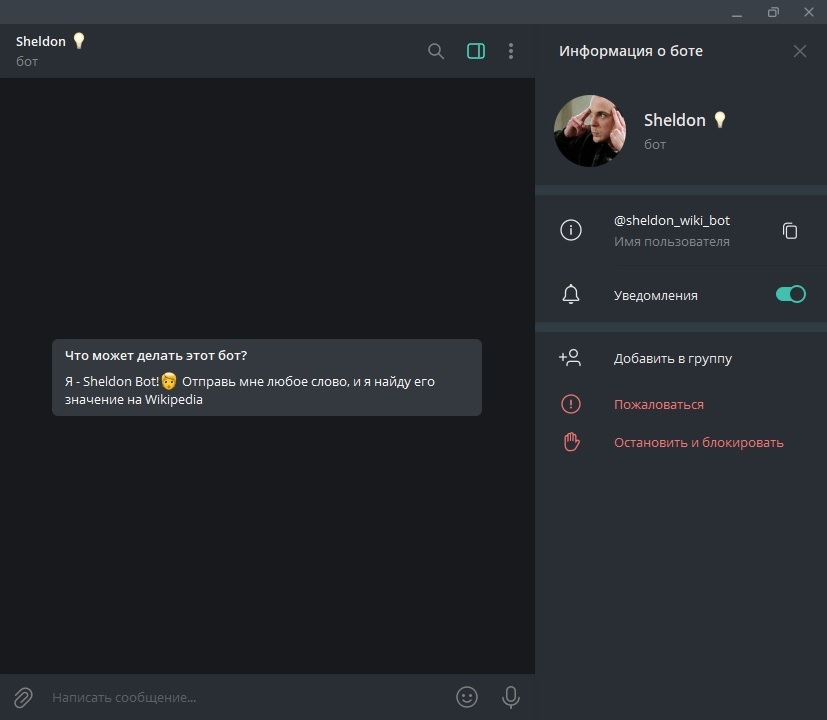 Sheldon 💡
бот
Что может делать этот бот?
Я - Sheldon Bot!👨‍🦱 Отправь мне любое слово, и я найду его
значение на Wikipedia
Написать сообщение...
Информация о боте
Sheldon 💡
бот
@sheldon_wiki_bot
Имя пользователя
Уведомления
Добавить в группу
Пожаловаться
Остановить и блокировать